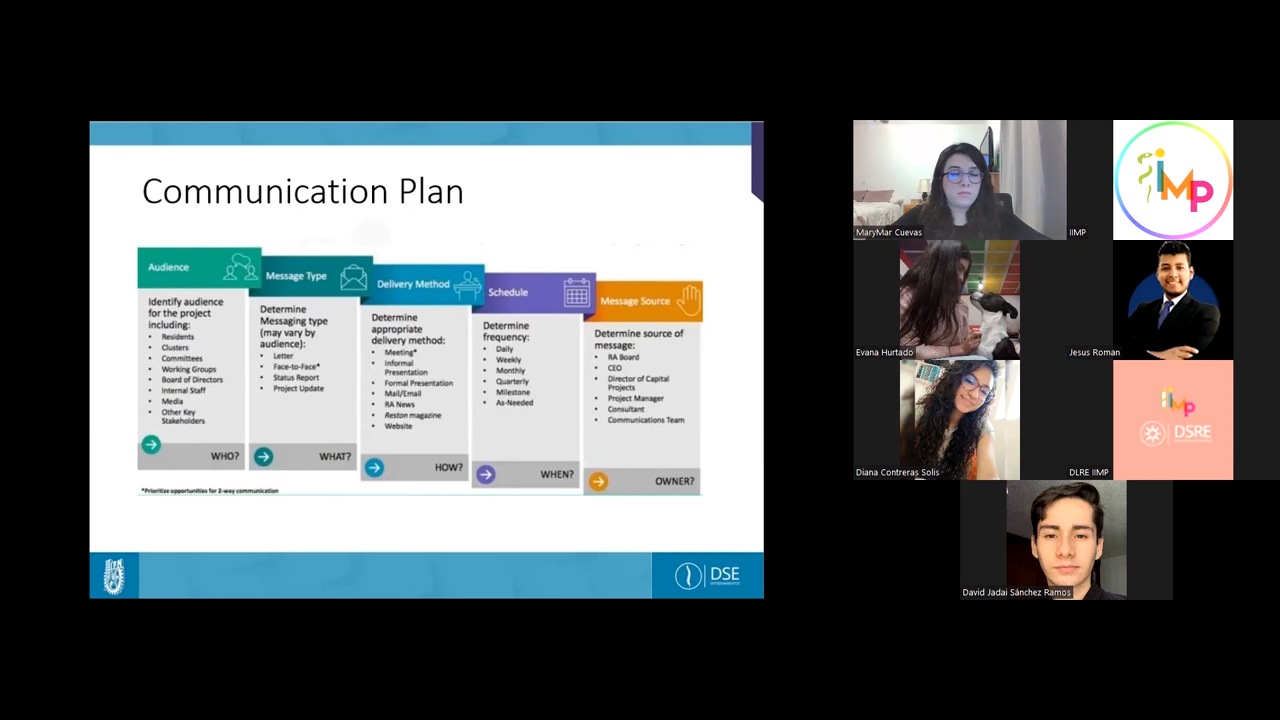 Communication Plan
Audience
Identify audience
for the project
including:
• Residents
• Clusters
• Committees
• Working Groups
• Board of Directors
• Internal Staff
• Media
• Other Key
Stakeholders
WHO?
Message Type
Determine
Messaging type
(may vary by
audience):
• Letter
• Face-to-Face*
• Status Report
• Project Update
WHAT?
Delivery Method
Determine
appropriate
delivery method:
• Meeting*
• Informal
Presentation
• Formal Presentation
• Mail/Email
• RA News
• Reston magazine
• Website
HOW?
Schedule
Determine
frequency:
• Daily
• Weekly
• Monthly
• Quarterly
• Milestone
• As-Needed
WHEN?
Message Source
Determine source of
message:
• RA Board
• CEO
• Director of Capital
Projects
• Project Manager
• Consultant
• Communications Team
OWNER?
*Prioritize opportunities for 2-way communication
DSE
MaryMar Cuevas
iMP
IIMP
Evana Hurtado
Jesus Roman
Diana Contreras Solis
iMP
DSRE
DLRE IIMP
David Jadai Sánchez Ramos